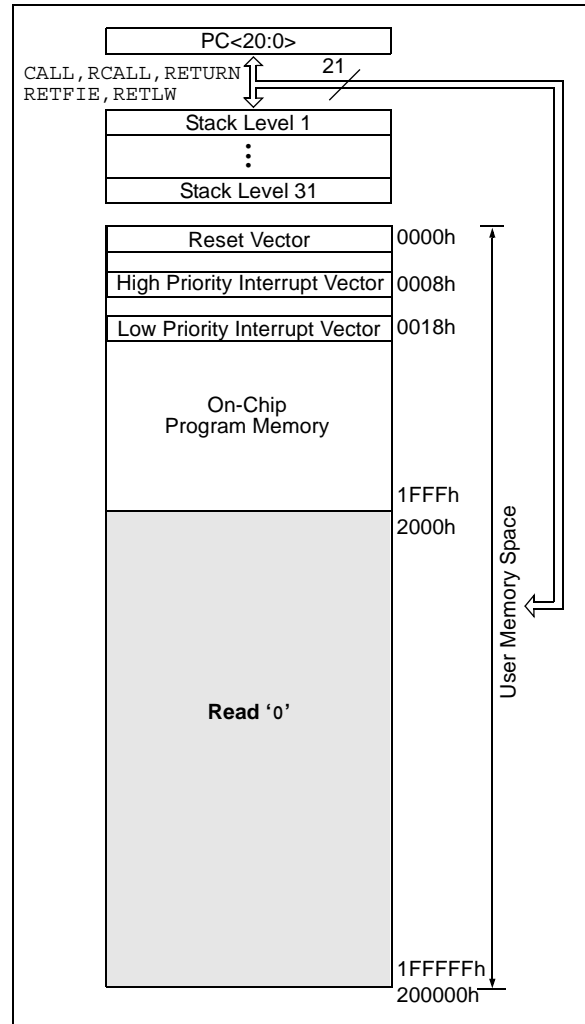 PC<20:0>
CALL,RCALL,RETURN
RETFIE,RETLW
21
Stack Level 1
Stack Level 31
Reset Vector
0000h
High Priority Interrupt Vector
0008h
Low Priority Interrupt Vector
0018h
On-Chip
Program Memory
1FFFh
2000h
User Memory Space
Read ‘0’
1FFFFFh
200000h